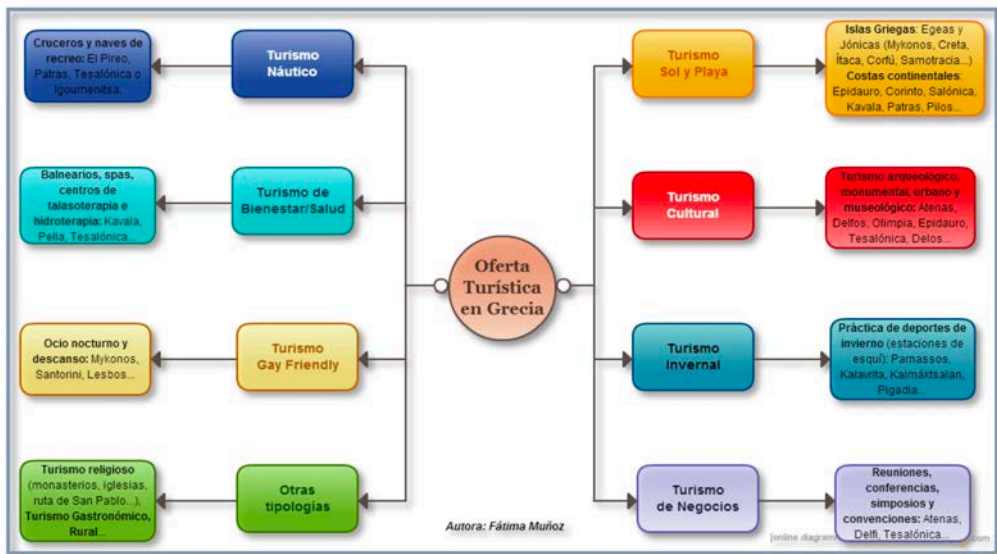 Cruceros y naves de
recreo: El Pireo,
Patras, Tesalónica o
Igoumenitsa.
Turismo
Náutico
Balnearios, spas,
centros de
talasoterapia e
hidroterapia: Kavala,
Pella, Tesalónica...
Turismo de
Bienestar/Salud
Ocio nocturno y
descanso: Mykonos,
Santorini, Lesbos...
Turismo
Gay Friendly
Turismo religioso
(monasterios, iglesias,
ruta de San Pablo...),
Turismo Gastronómico,
Rural...
Otras
tipologías
Oferta
Turística
en Grecia
Turismo
Sol y Playa
Islas Griegas: Egeas y
Jónicas (Mykonos, Creta,
Ítaca, Corfú, Samotracia...)
Costas continentales:
Epidauro, Corinto, Salónica,
Kavala, Patras, Pilos...
Turismo
Cultural
Turismo arqueológico,
monumental, urbano y
museológico: Atenas,
Delfos, Olimpia, Epidauro,
Tesalónica, Delos...
Turismo
Invernal
Práctica de deportes de
invierno (estaciones de
esquí): Parnassos,
Kalavrita, Kaimáktsalan,
Pigadia...
Turismo
de Negocios
Reuniones,
conferencias,
simposios y
convenciones: Atenas,
Delfi, Tesalónica...
Autora: Fátima Muñoz
[online diagram
.com